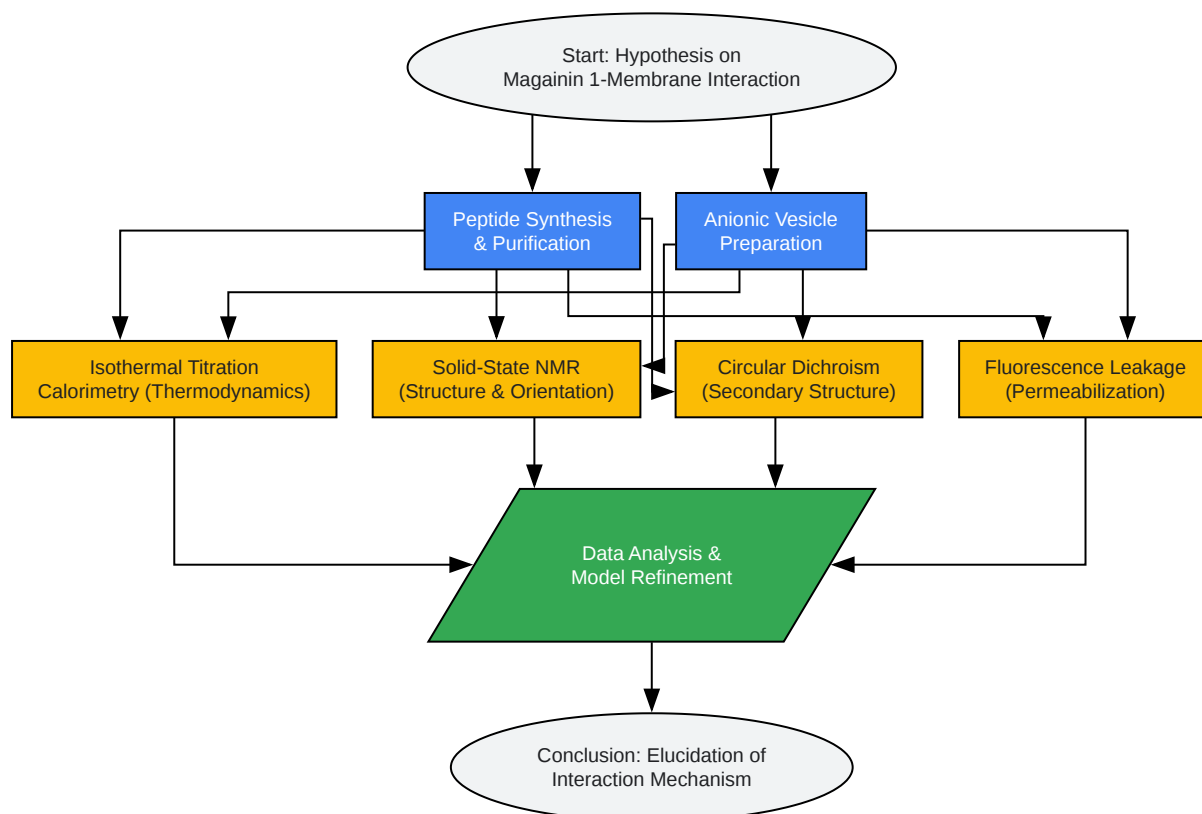 Start: Hypothesis on
Magainin 1-Membrane Interaction
Peptide Synthesis
& Purification
Anionic Vesicle
Preparation
Isothermal Titration
Calorimetry (Thermodynamics)
Solid-State NMR
(Structure & Orientation)
Circular Dichroism
(Secondary Structure)
Fluorescence Leakage
(Permeabilization)
Data Analysis &
Model Refinement
Conclusion: Elucidation of
Interaction Mechanism